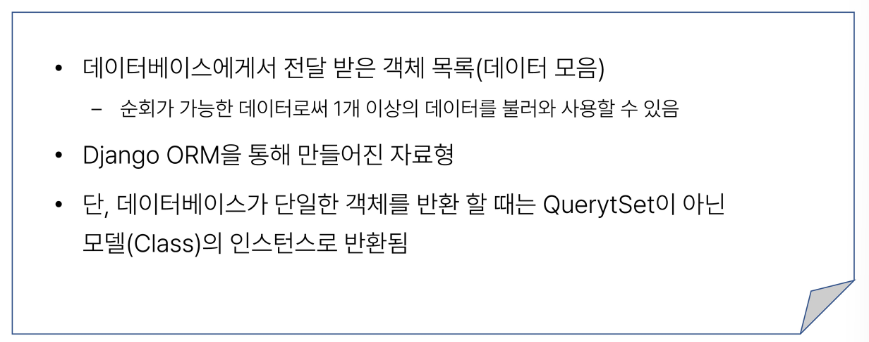 • 데이터베이스에게서 전달 받은 객체 목록(데이터 모음)
– 순회가 가능한 데이터로써 1개 이상의 데이터를 불러와 사용할 수 있음
• Django ORM을 통해 만들어진 자료형
• 단, 데이터베이스가 단일한 객체를 반환 할 때는 QuerytSet이 아닌
모델(Class)의 인스턴스로 반환됨